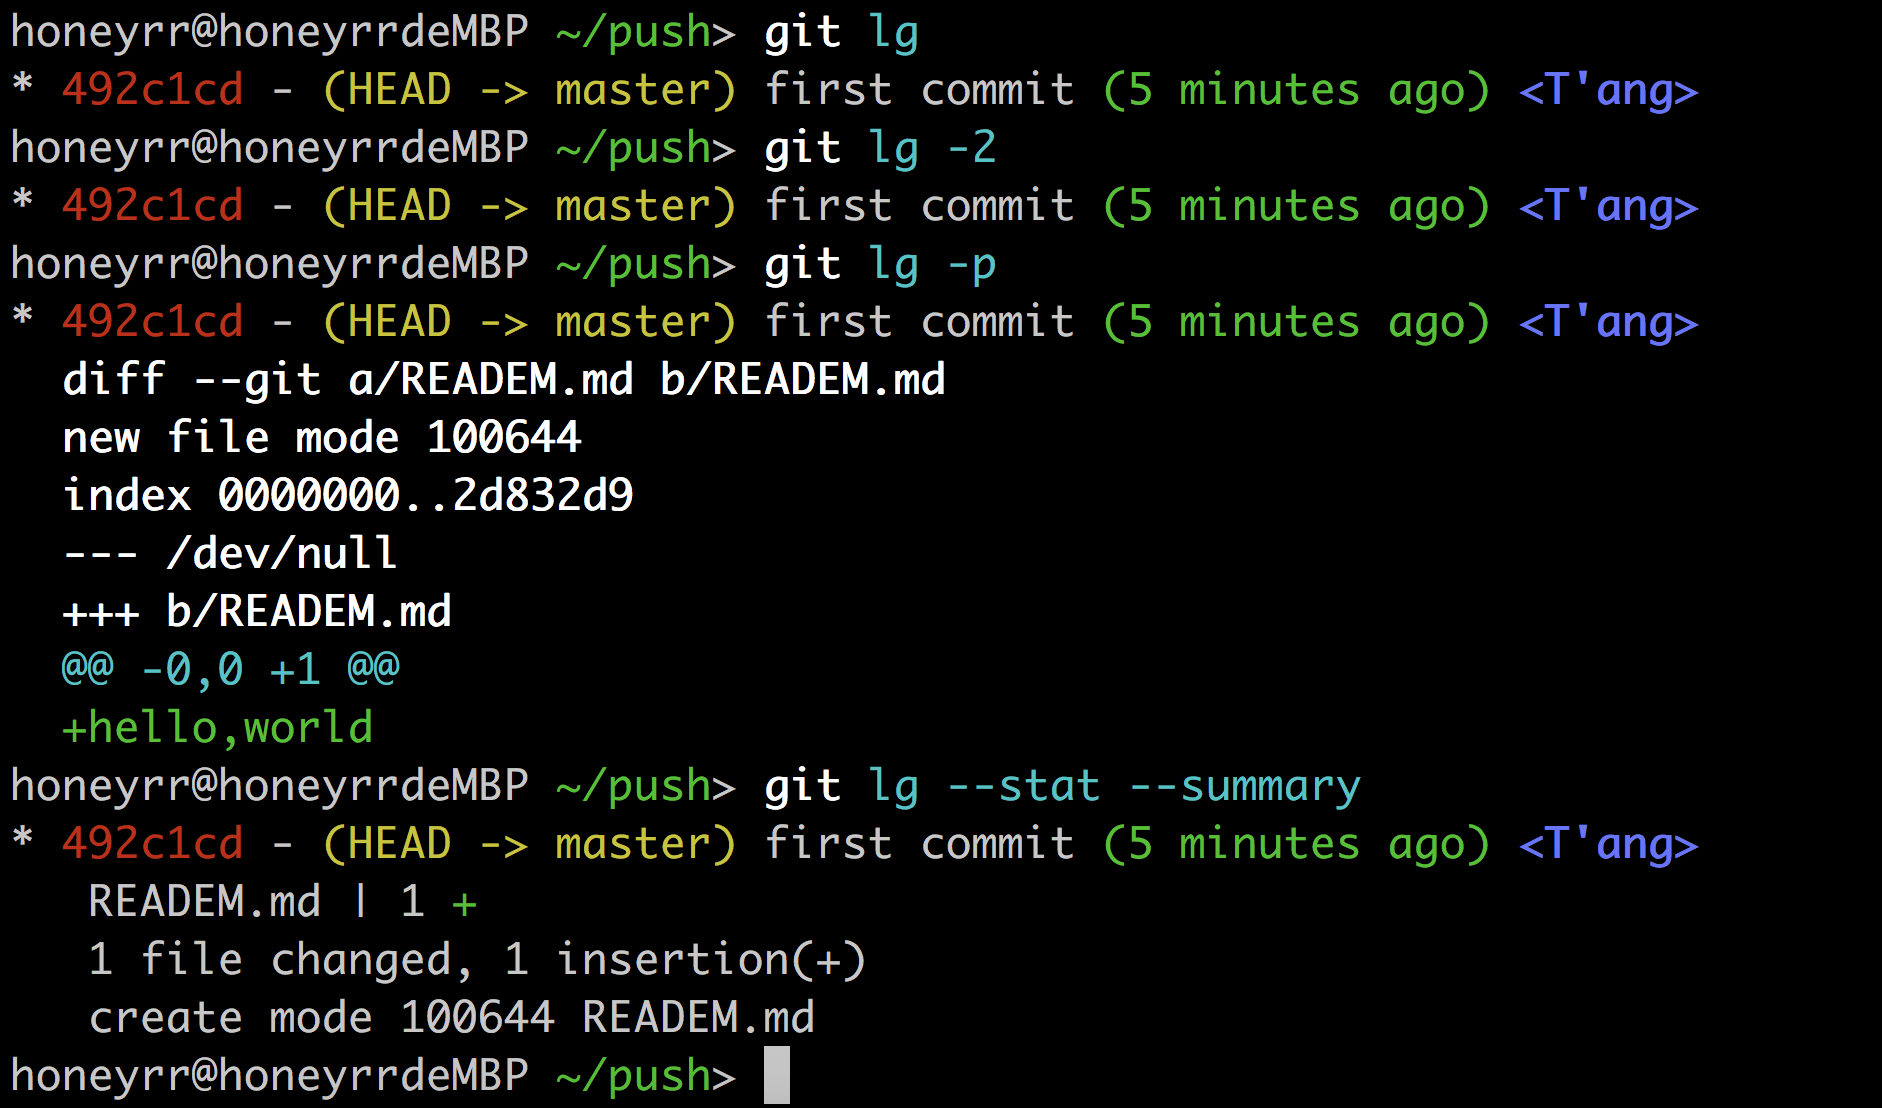 honeyrr@honeyrrdeMBP ~/push> git lg
* 492c1cd - (HEAD -> master) first commit (5 minutes ago) <T'ang>
honeyrr@honeyrrdeMBP ~/push> git lg -2
* 492c1cd - (HEAD -> master) first commit (5 minutes ago) <T'ang>
honeyrr@honeyrrdeMBP ~/push> git lg -p
* 492c1cd - (HEAD -> master) first commit (5 minutes ago) <T'ang>
  diff --git a/READEM.md b/READEM.md
  new file mode 100644
  index 0000000..2d832d9
  --- /dev/null
  +++ b/READEM.md
  @@ -0,0 +1 @@
  +hello,world
honeyrr@honeyrrdeMBP ~/push> git lg --stat --summary
* 492c1cd - (HEAD -> master) first commit (5 minutes ago) <T'ang>
   READEM.md | 1 +
   1 file changed, 1 insertion(+)
   create mode 100644 READEM.md
honeyrr@honeyrrdeMBP ~/push>